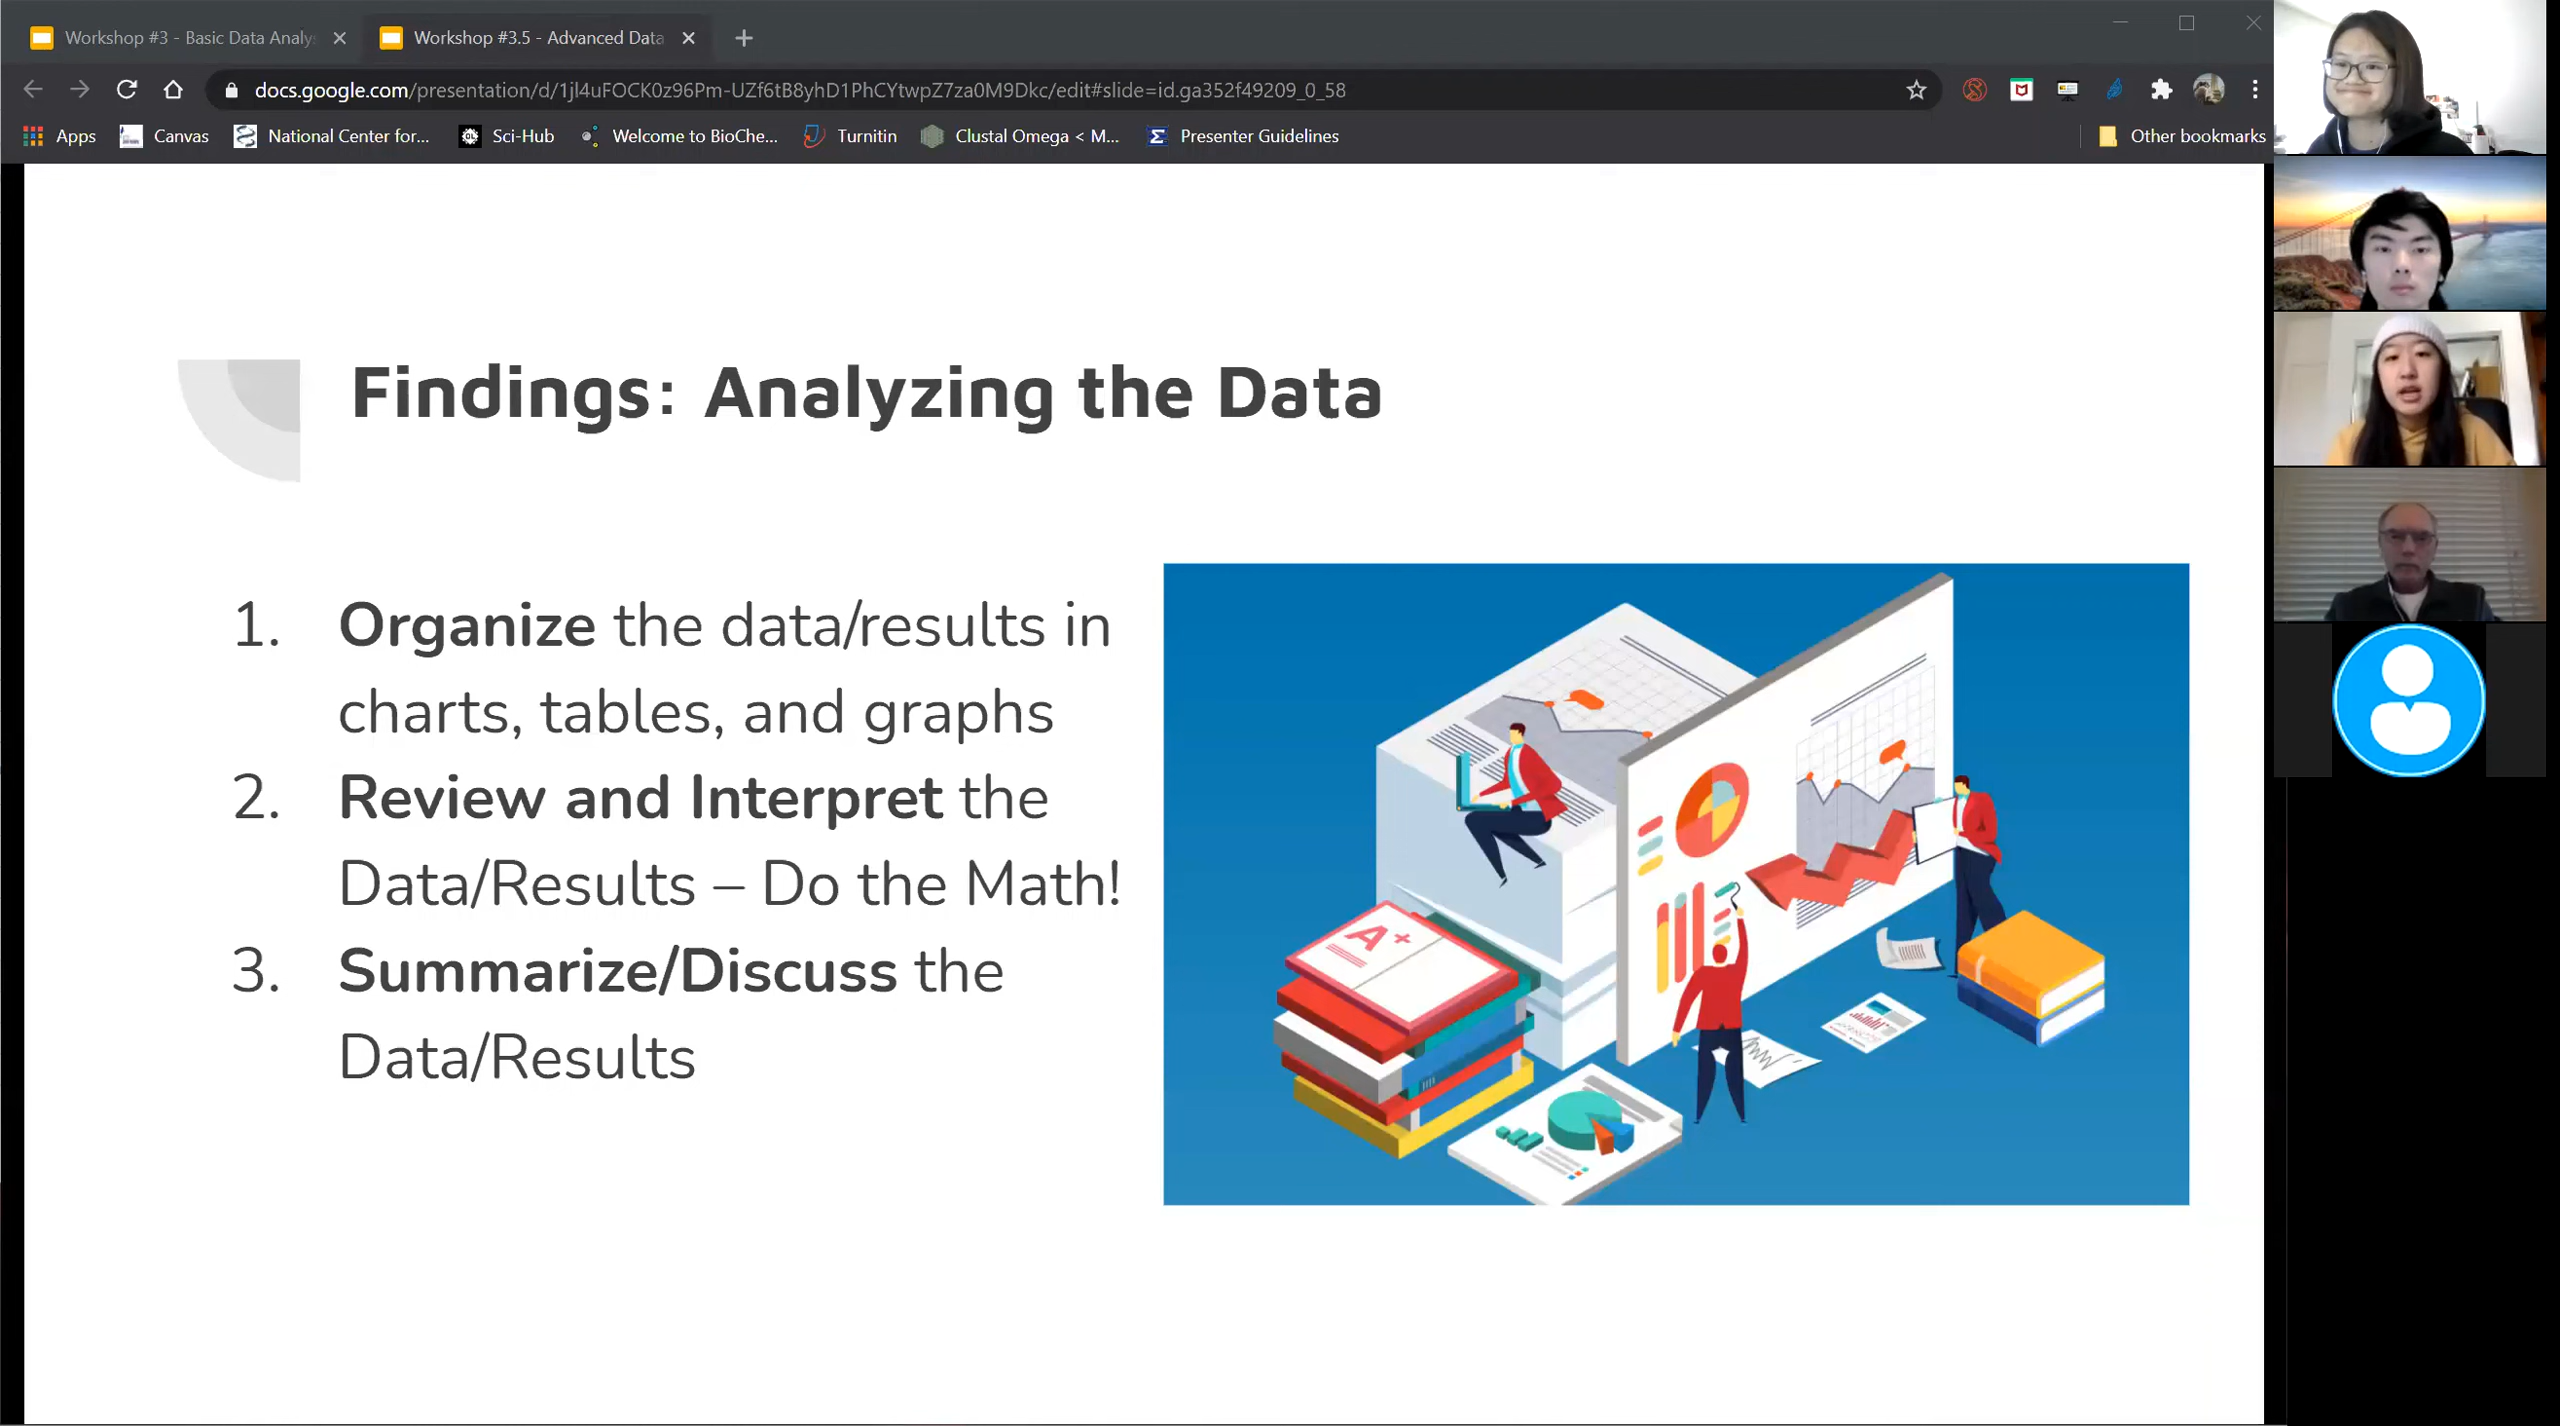 Workshop #3 - Basic Data Analy
Workshop #3.5 - Advanced Data
docs.google.com/presentation/d/1jl4uFOCK0z96Pm-UZf6tB8yhD1PhCYtwpZ7za0M9Dkc/edit#slide=id.ga352f49209_0_58
Apps Canvas National Center for... Sci-Hub Welcome to BioChe... Turnitin Clustal Omega < M... Presenter Guidelines Other bookmarks
Findings: Analyzing the Data
1. Organize the data/results in
charts, tables, and graphs
2. Review and Interpret the
Data/Results – Do the Math!
3. Summarize/Discuss the
Data/Results
A+